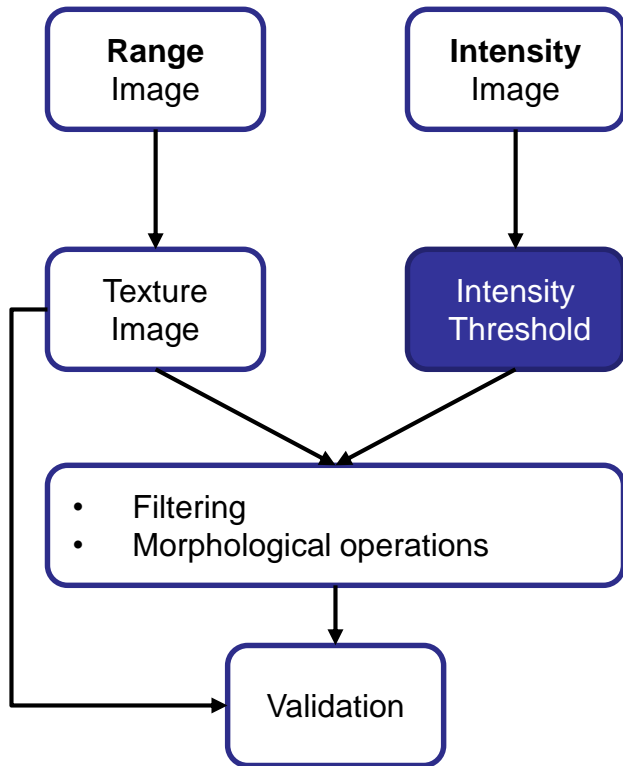 Range
Image
Intensity
Image
Texture
Image
Intensity
Threshold
• Filtering
• Morphological operations
Validation